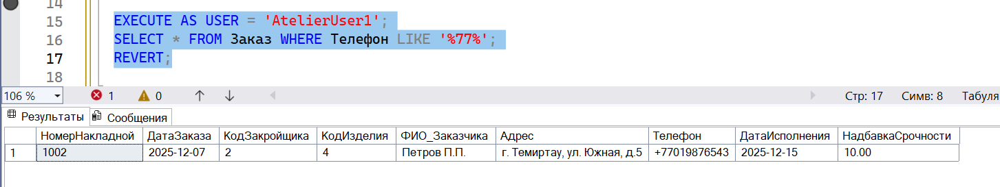 14
15 EXECUTE AS USER = 'AtelierUser1';
16 SELECT * FROM Заказ WHERE Телефон LIKE '%77%';
17 REVERT;
18
106 % 1 0 Стр: 17 Симв: 8 Табуля
Результаты Сообщения
НомерНакладной ДатаЗаказа КодЗакройщика КодИзделия ФИО_Заказчика Адрес Телефон ДатаИсполнения НадбавкаСрочности
1 1002 2025-12-07 2 4 Петров П.П. г. Темиртау, ул. Южная, д.5 +77019876543 2025-12-15 10.00